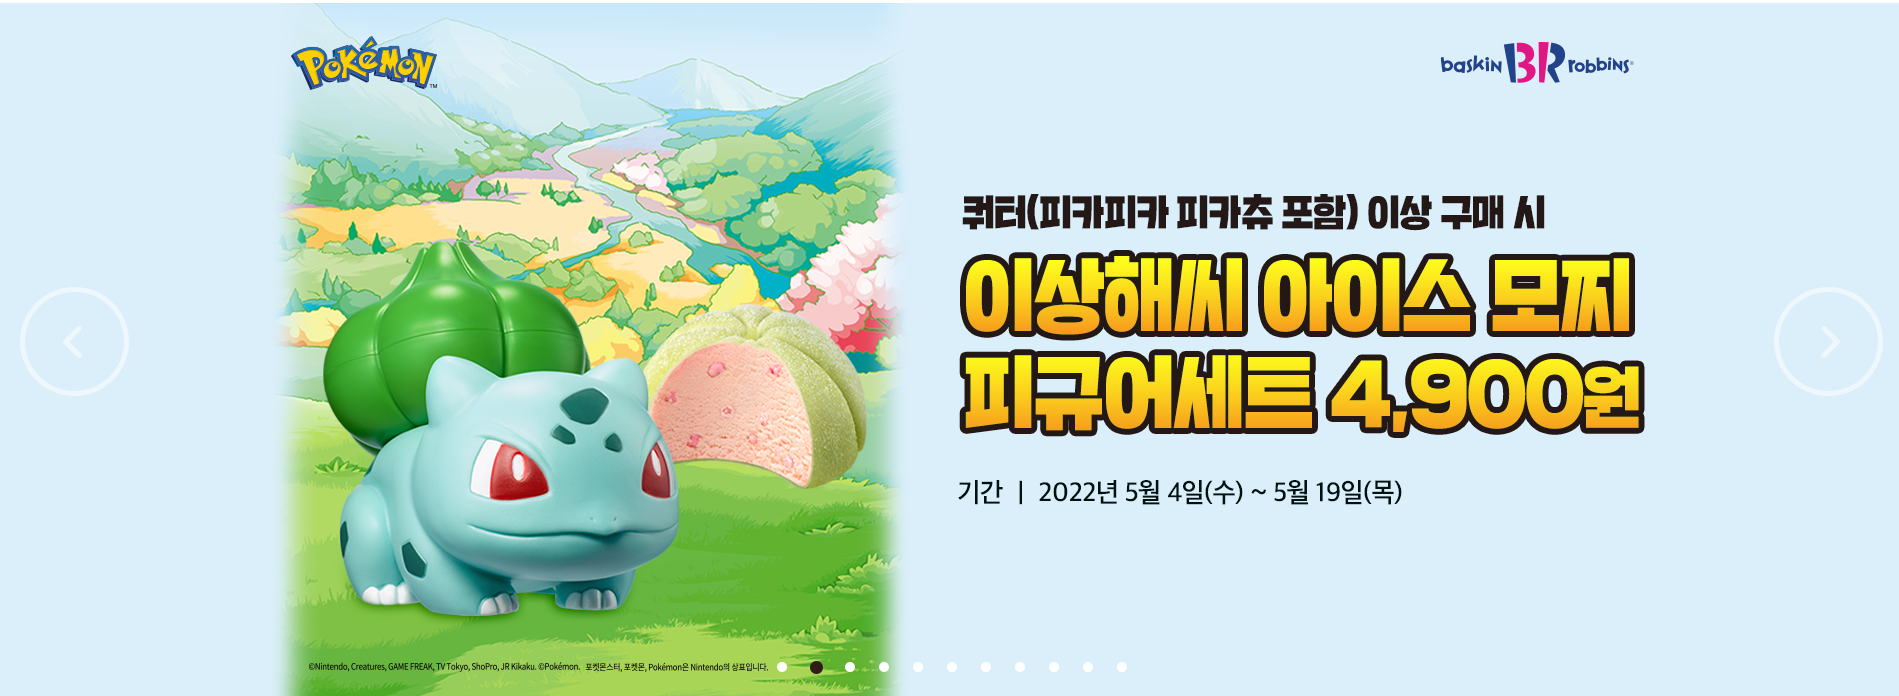 POKéMON™
baskin BR robbins®
쿼터(피카피카 피카츄 포함) 이상 구매 시
이상해씨 아이스 모찌
피규어세트 4,900원
기간 | 2022년 5월 4일(수) ~ 5월 19일(목)
©Nintendo, Creatures, GAME FREAK, TV Tokyo, ShoPro, JR Kikaku. ©Pokémon. 포켓몬스터, 포켓몬, Pokémon은 Nintendo의 상표입니다.